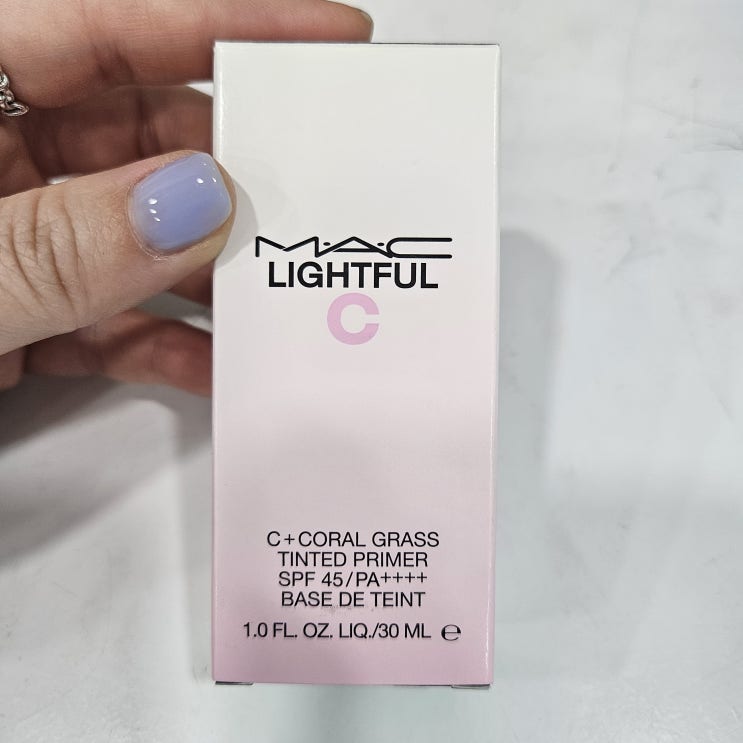 M·A·C
LIGHTFUL
C
C+CORAL GRASS
TINTED PRIMER
SPF 45/PA++++
BASE DE TEINT
1.0 FL. OZ. LIQ./30 ML ℮